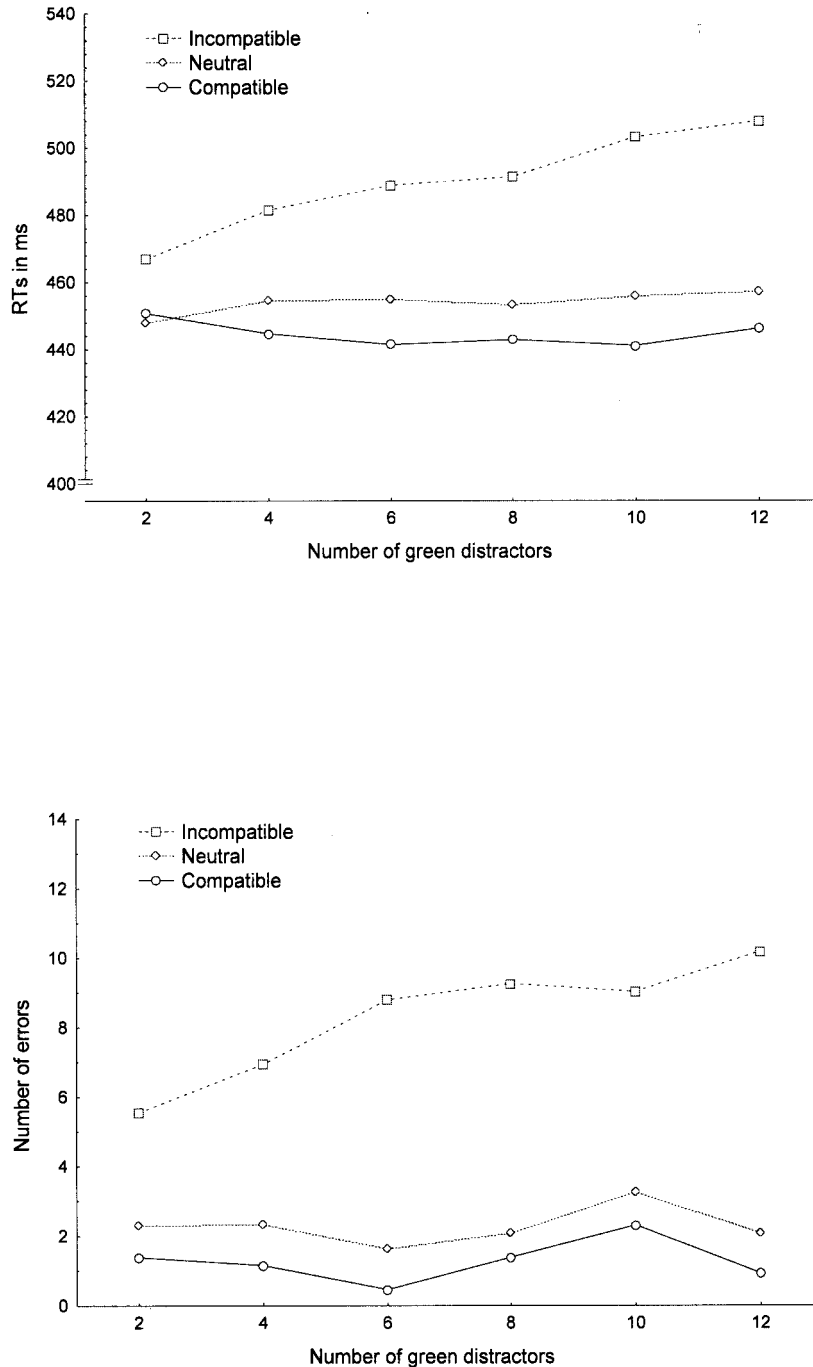 540
520
500
480
460
440
420
400
RTs in ms
Incompatible
Neutral
Compatible
2 4 6 8 10 12
Number of green distractors
14
12
10
8
6
4
2
0
Number of errors
Incompatible
Neutral
Compatible
2 4 6 8 10 12
Number of green distractors